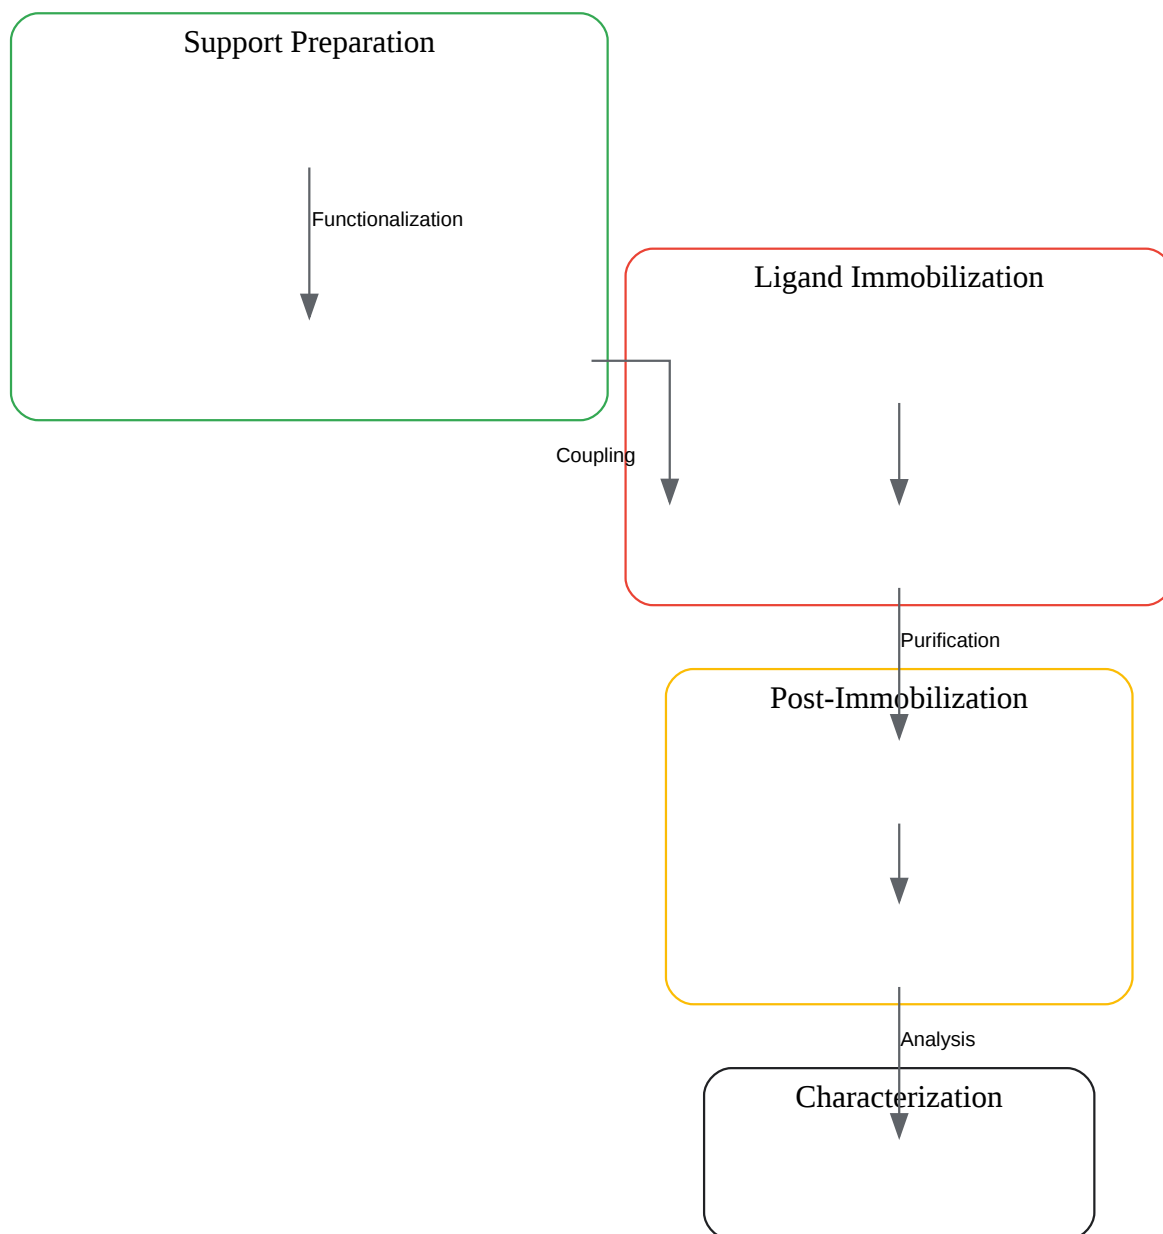 Support Preparation
Functionalization
Ligand Immobilization
Coupling
Purification
Post-Immobilization
Analysis
Characterization